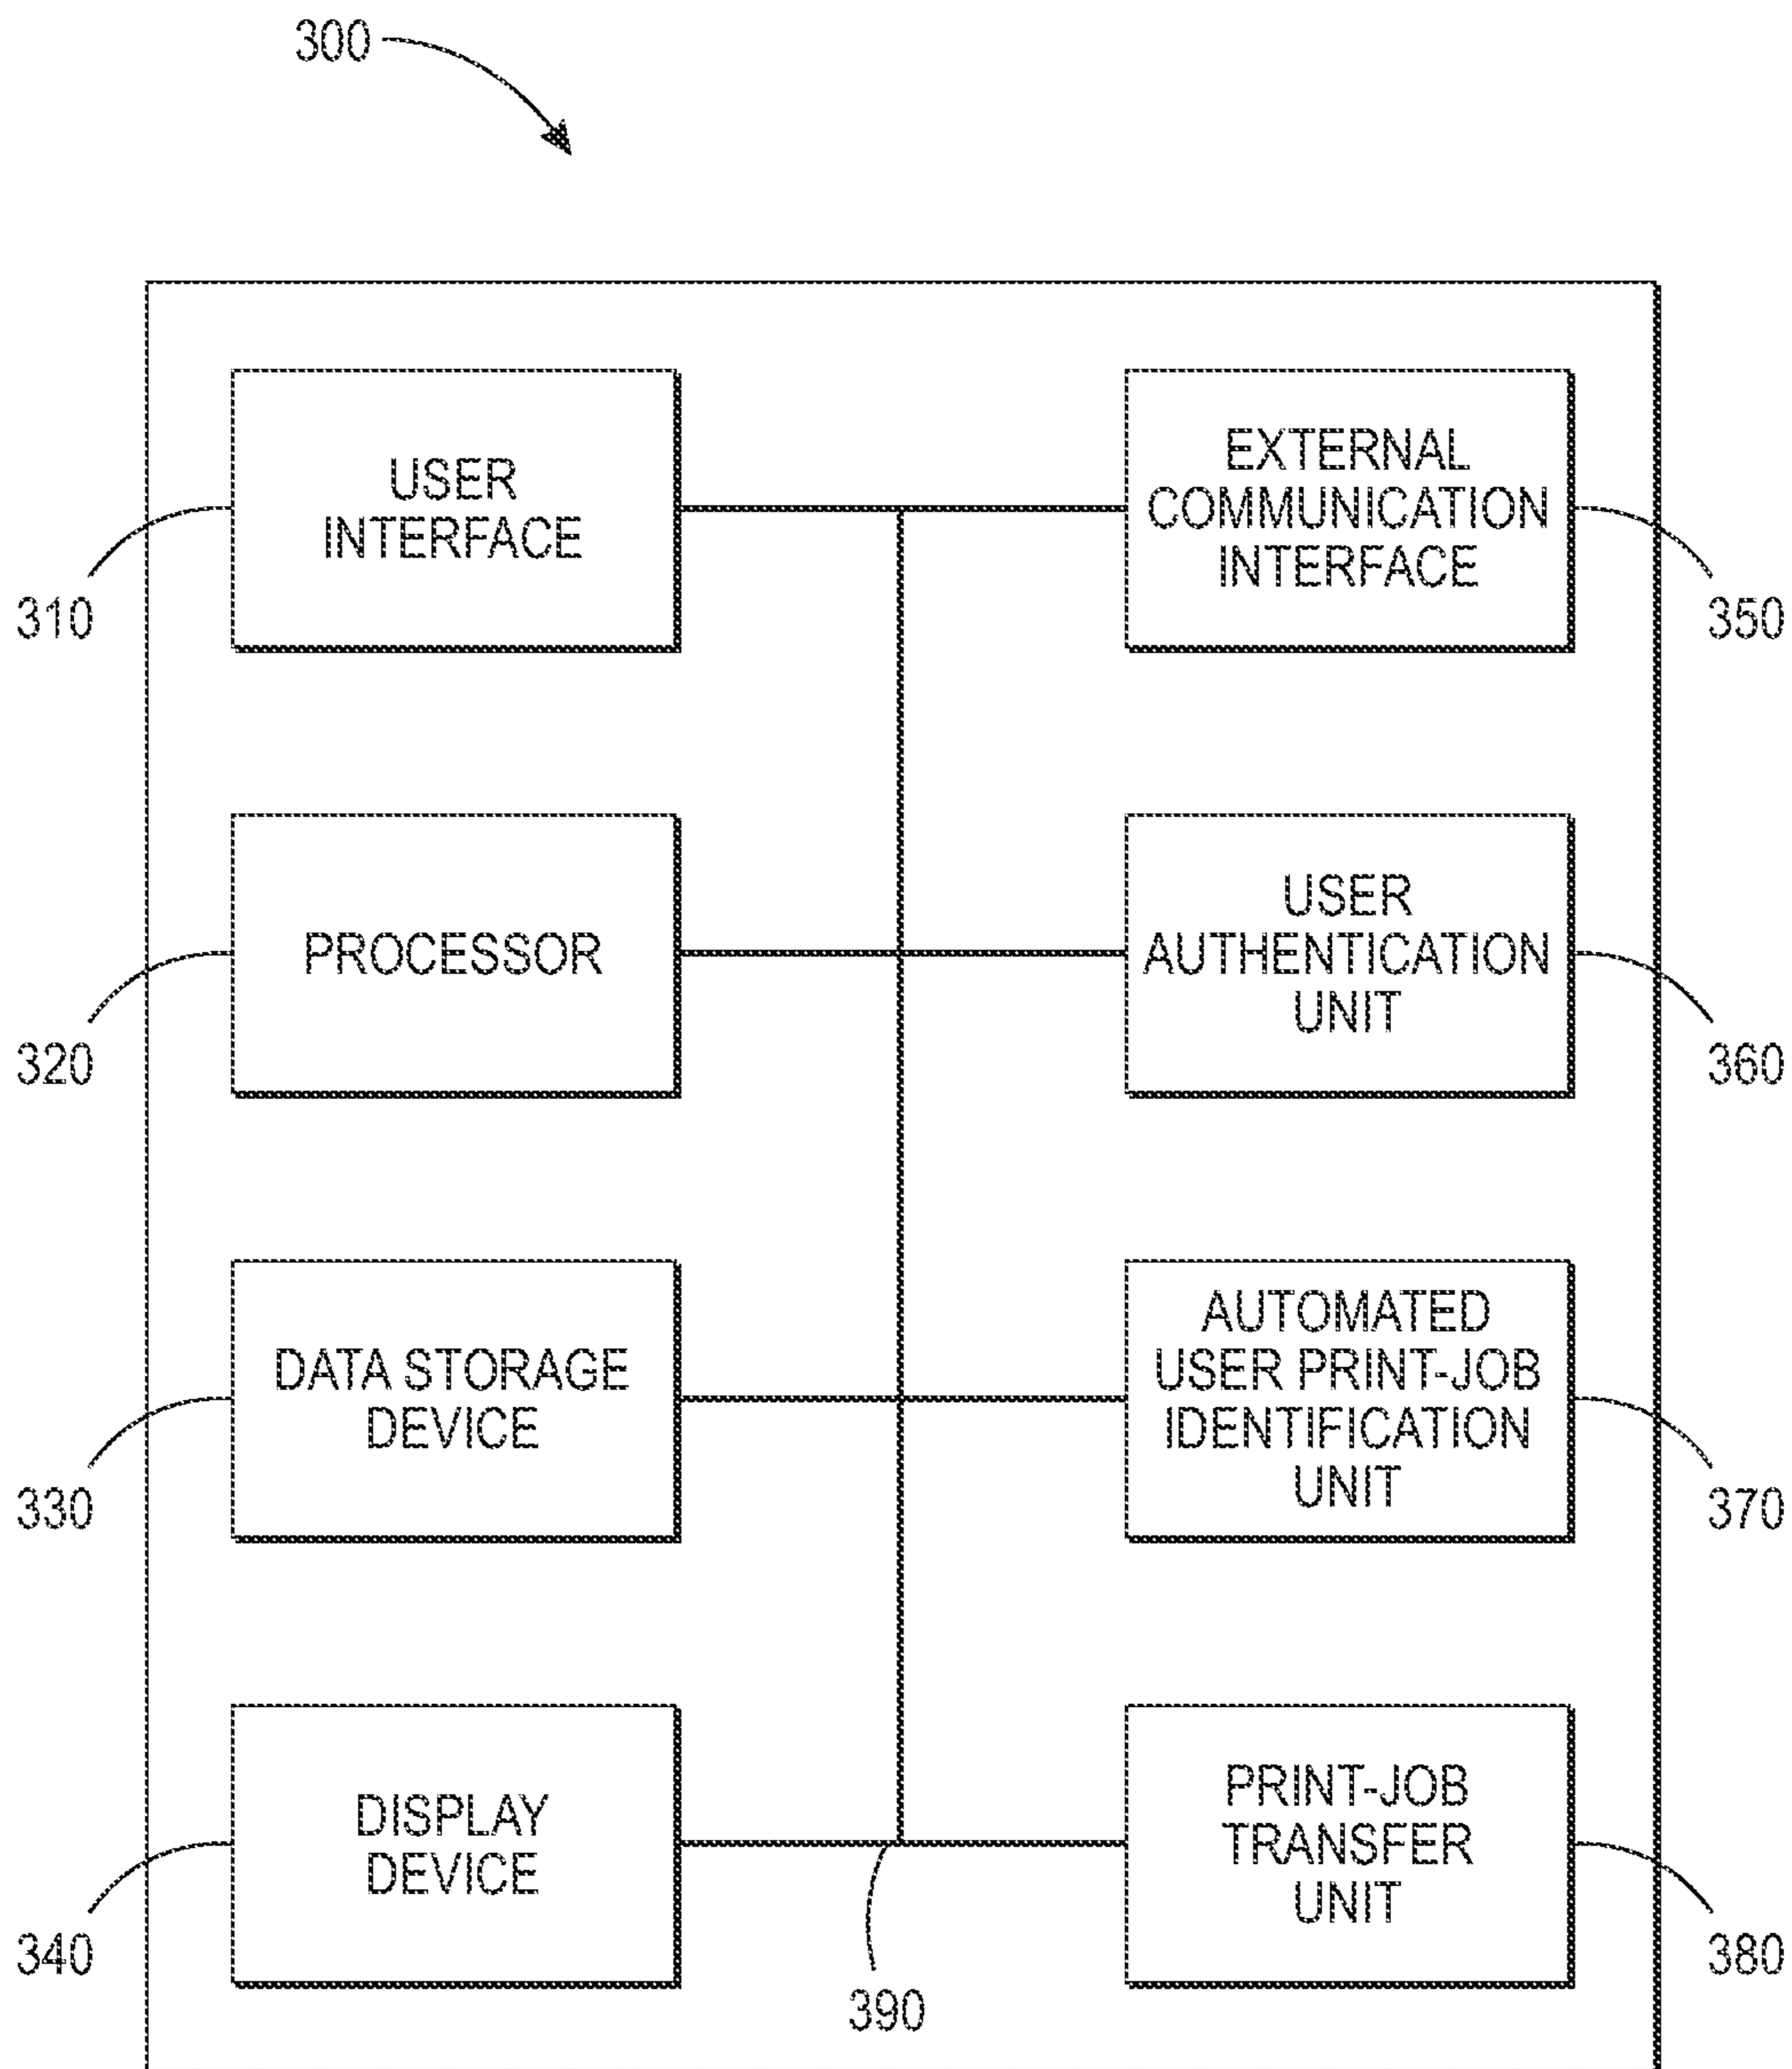 300
USER
INTERFACE
310
EXTERNAL
COMMUNICATION
INTERFACE
350
PROCESSOR
320
USER
AUTHENTICATION
UNIT
360
DATA STORAGE
DEVICE
330
AUTOMATED
USER PRINT-JOB
IDENTIFICATION
UNIT
370
DISPLAY
DEVICE
340
PRINT-JOB
TRANSFER
UNIT
380
390